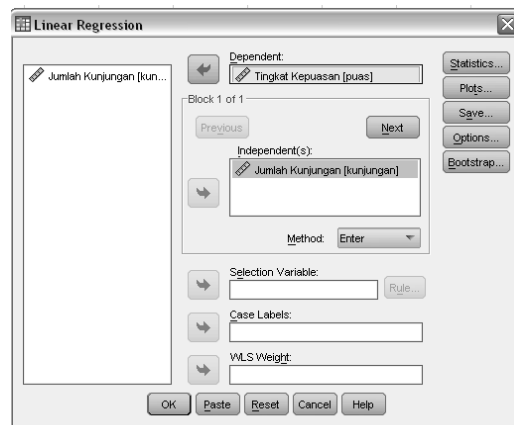 Linear Regression
Jumlah Kunjungan [kun...
Dependent:
Tingkat Kepuasan [puas]
Block 1 of 1
Previous
Next
Independent(s):
Jumlah Kunjungan [kunjungan]
Method:
Enter
Selection Variable:
Rule...
Case Labels:
WLS Weight:
Statistics...
Plots...
Save...
Options...
Bootstrap...
OK
Paste
Reset
Cancel
Help